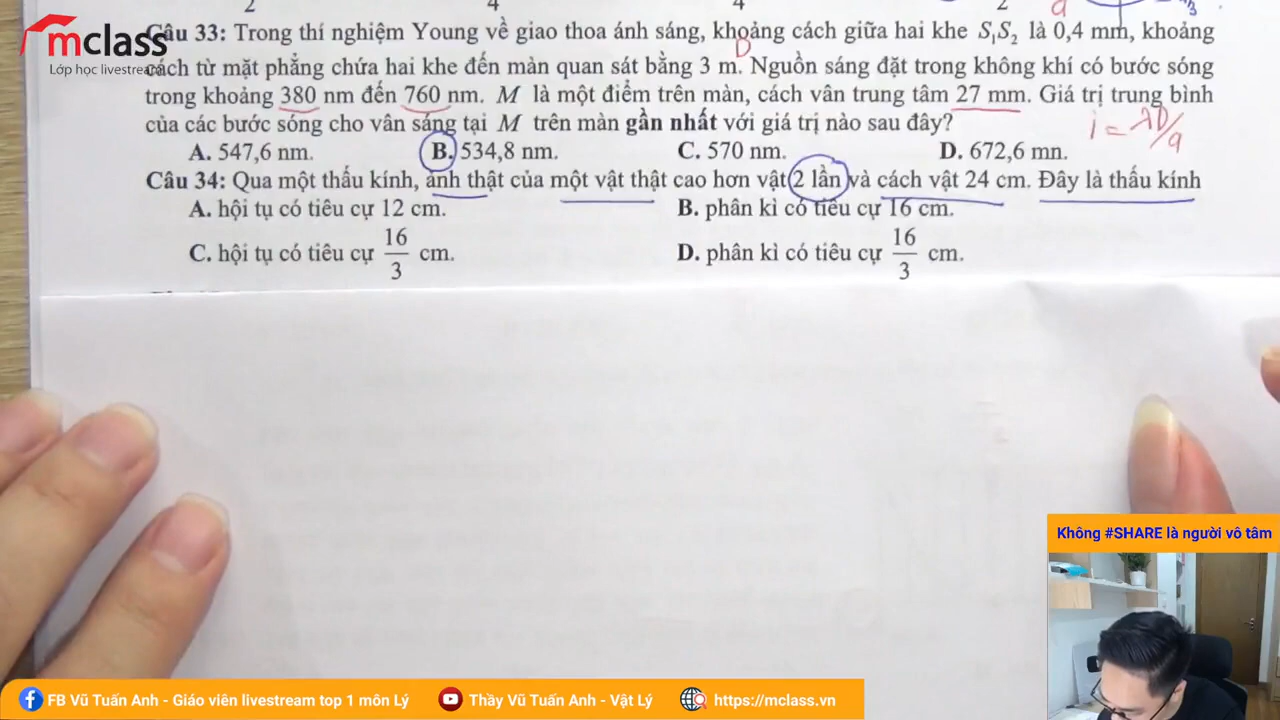 2 4 4 2
mclass
Lớp học livestream
Câu 33: Trong thí nghiệm Young về giao thoa ánh sáng, khoảng cách giữa hai khe S₁S₂ là 0,4 mm, khoảng
cách từ mặt phẳng chứa hai khe đến màn quan sát bằng 3 m. Nguồn sáng đặt trong không khí có bước sóng
D
trong khoảng 380 nm đến 760 nm. M là một điểm trên màn, cách vân trung tâm 27 mm. Giá trị trung bình
của các bước sóng cho vân sáng tại M trên màn gần nhất với giá trị nào sau đây?
i = λD/a
A. 547,6 nm. B. 534,8 nm. C. 570 nm. D. 672,6 mn.
Câu 34: Qua một thấu kính, ảnh thật của một vật thật cao hơn vật 2 lần và cách vật 24 cm. Đây là thấu kính
A. hội tụ có tiêu cự 12 cm. B. phân kì có tiêu cự 16 cm.
C. hội tụ có tiêu cự 16/3 cm. D. phân kì có tiêu cự 16/3 cm.
Không #SHARE là người vô tâm
FB Vũ Tuấn Anh - Giáo viên livestream top 1 môn Lý Thầy Vũ Tuấn Anh - Vật Lý https://mclass.vn